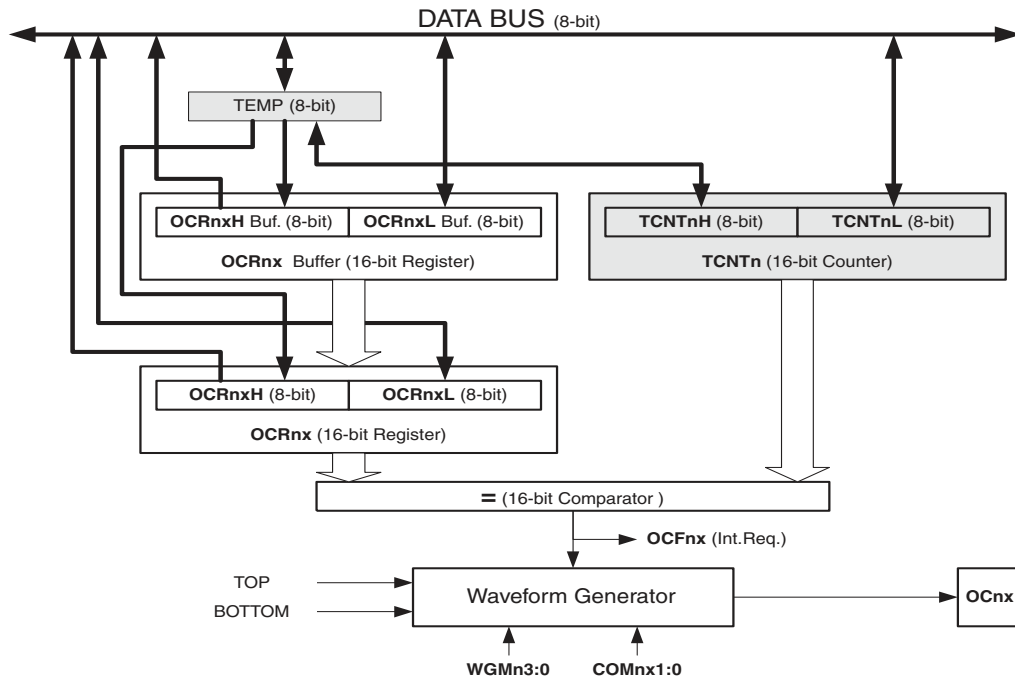 DATA BUS (8-bit)
TEMP (8-bit)
OCRnxH Buf. (8-bit) OCRnxL Buf. (8-bit)
OCRnx Buffer (16-bit Register)
TCNTnH (8-bit) TCNTnL (8-bit)
TCNTn (16-bit Counter)
OCRnxH (8-bit) OCRnxL (8-bit)
OCRnx (16-bit Register)
= (16-bit Comparator )
OCFnx (Int.Req.)
TOP
BOTTOM
Waveform Generator
OCnx
WGMn3:0 COMnx1:0